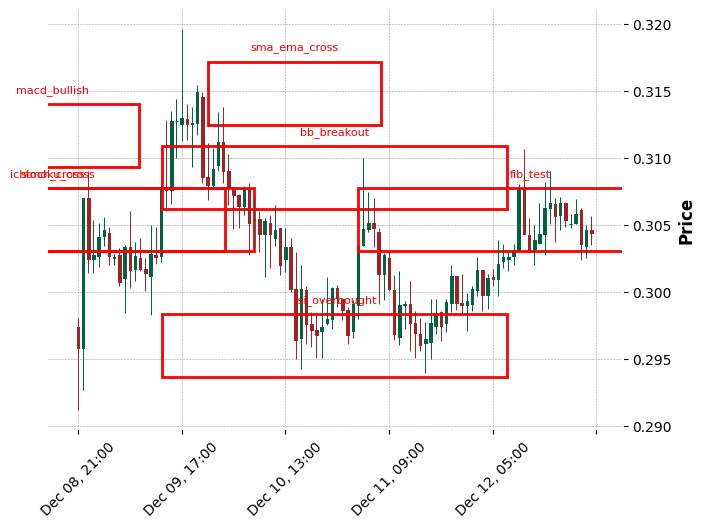 0.320
sma_ema_cross
0.315
macd_bullish
bb_breakout
0.310
fib_test
0.305
Price
0.300
rsi_overbought
0.295
0.290
Dec 08, 21:00
Dec 09, 17:00
Dec 10, 13:00
Dec 11, 09:00
Dec 12, 05:00